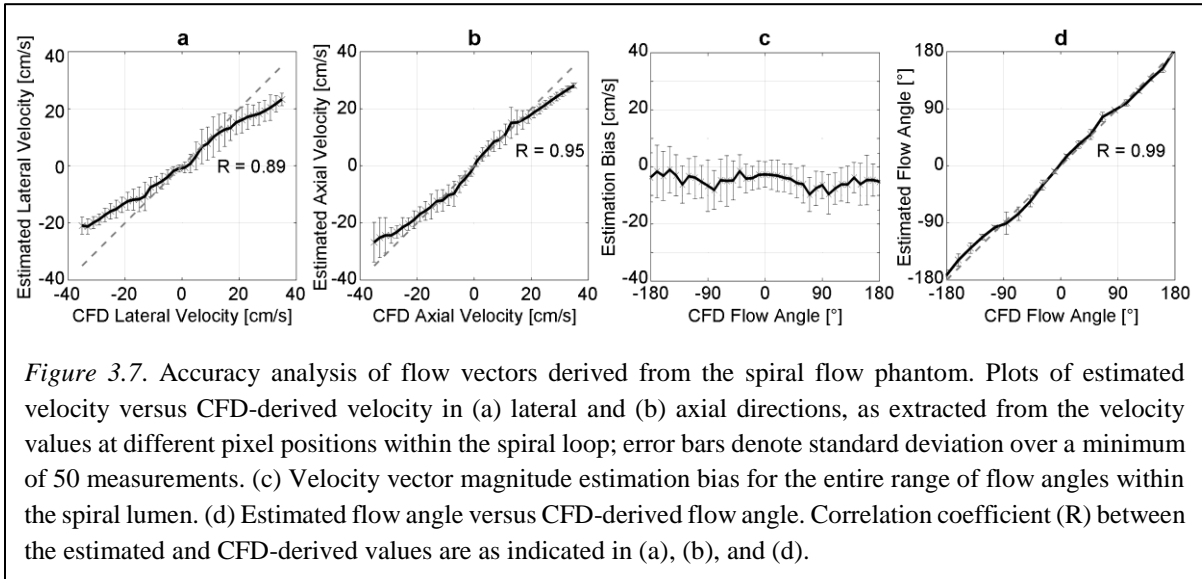 a
b
c
d
Estimated Lateral Velocity [cm/s]
40
20
0
-20
-40
R = 0.89
-40
-20
0
20
40
CFD Lateral Velocity [cm/s]
Estimated Axial Velocity [cm/s]
40
20
0
-20
-40
R = 0.95
-40
-20
0
20
40
CFD Axial Velocity [cm/s]
Estimation Bias [cm/s]
40
20
0
-20
-40
-180
-90
0
90
180
CFD Flow Angle [°]
Estimated Flow Angle [°]
180
90
0
-90
-180
R = 0.99
-180
-90
0
90
180
CFD Flow Angle [°]
Figure 3.7. Accuracy analysis of flow vectors derived from the spiral flow phantom. Plots of estimated
velocity versus CFD-derived velocity in (a) lateral and (b) axial directions, as extracted from the velocity
values at different pixel positions within the spiral loop; error bars denote standard deviation over a minimum
of 50 measurements. (c) Velocity vector magnitude estimation bias for the entire range of flow angles within
the spiral lumen. (d) Estimated flow angle versus CFD-derived flow angle. Correlation coefficient (R) between
the estimated and CFD-derived values are as indicated in (a), (b), and (d).